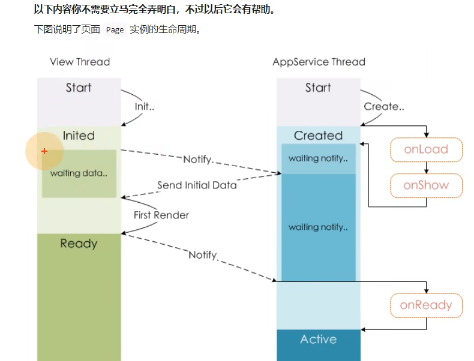 以下内容你不需要立马完全弄明白，不过以后它会有帮助。
下图说明了页面 Page 实例的生命周期。
View Thread
AppService Thread
Start
Start
Init..
Create..
Inited
Created
onLoad
waiting notify..
Notify
waiting data..
Send Initial Data
onShow
First Render
waiting notify..
Ready
Notify
onReady
Active